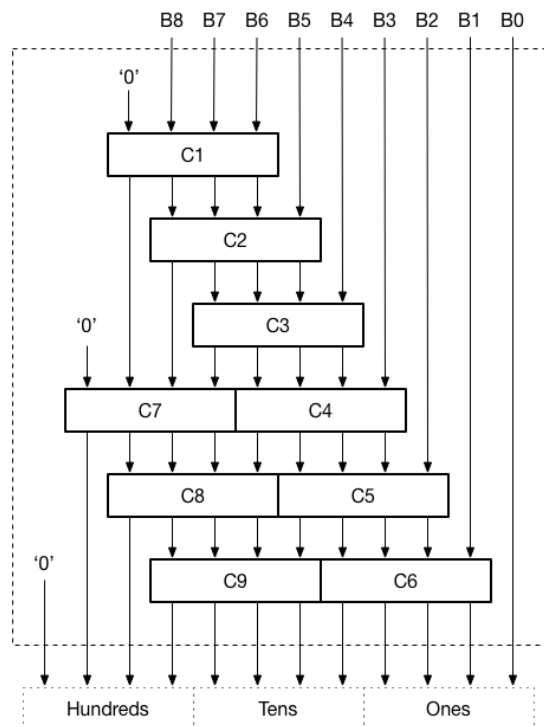 B8 B7 B6 B5 B4 B3 B2 B1 B0
‘0’
C1
C2
C3
‘0’
C7 C4
C8 C5
‘0’
C9 C6
Hundreds Tens Ones